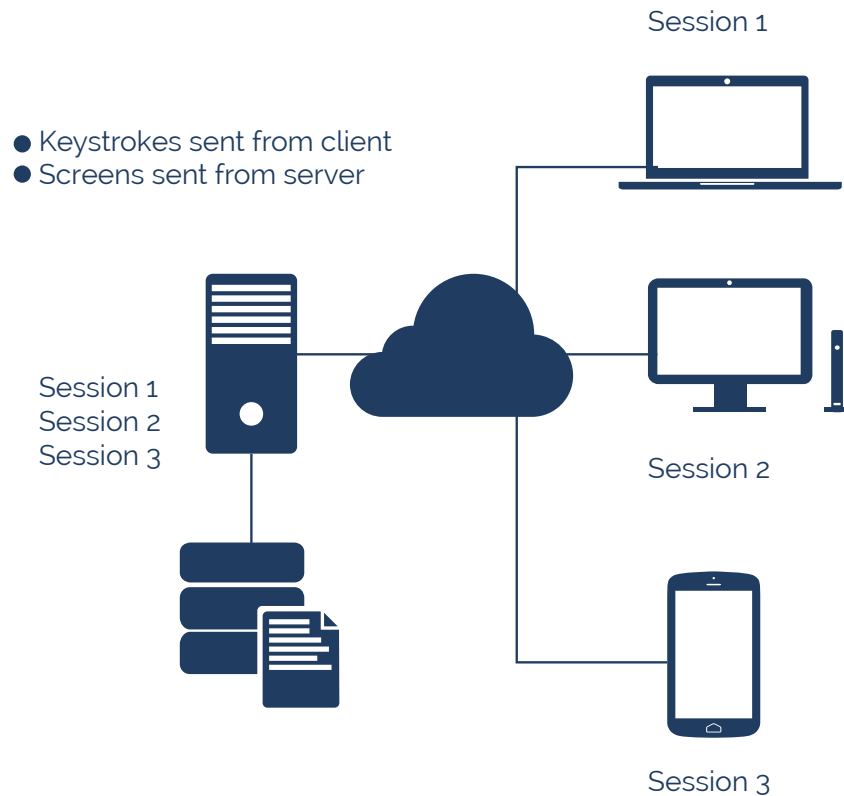 Session 1
Keystrokes sent from client
Screens sent from server
Session 1
Session 2
Session 3
Session 2
Session 3